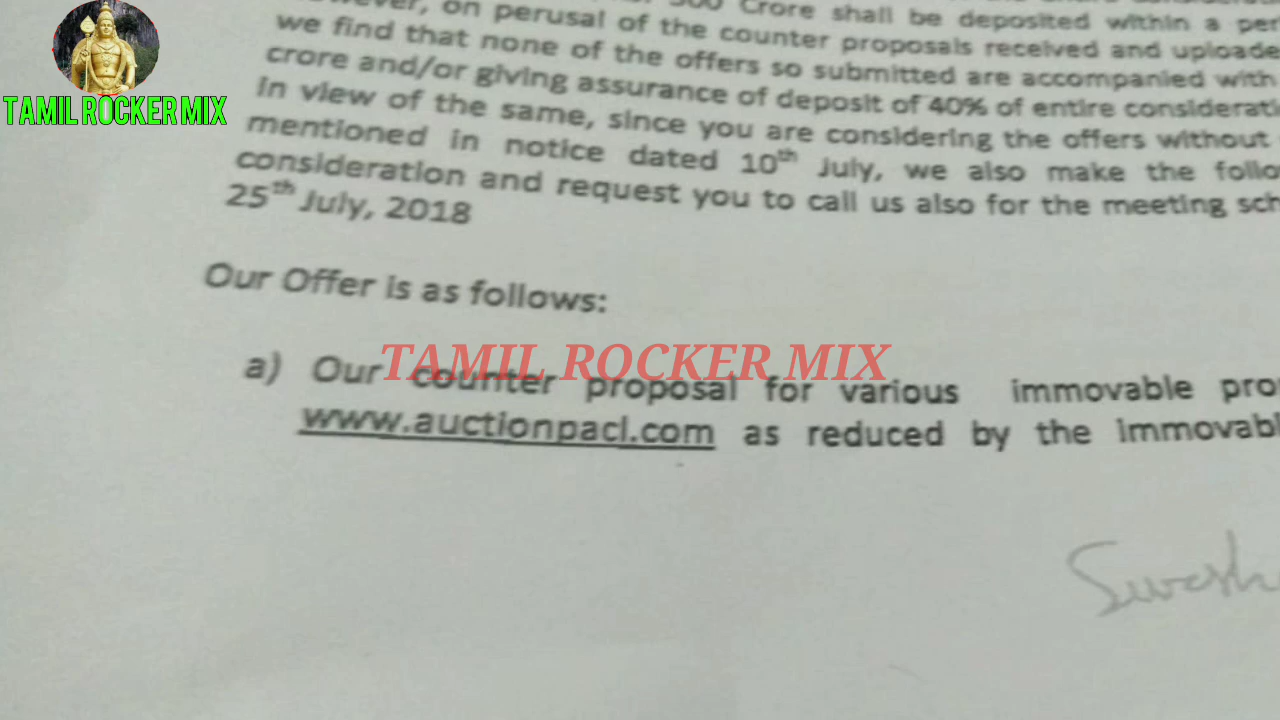 TAMIL ROCKER MIX
However, on perusal of the counter proposals received and uploade
500 Crore shall be deposited within a per
we find that none of the offers so submitted are accompanied with
crore and/or giving assurance of deposit of 40% of entire considerati
In view of the same, since you are considering the offers without
mentioned in notice dated 10th July, we also make the follo
consideration and request you to call us also for the meeting sch
25th July, 2018
Our Offer is as follows:
TAMIL ROCKER MIX
a) Our counter proposal for various immovable pro
www.auctionpacl.com as reduced by the immovabl
Suresh